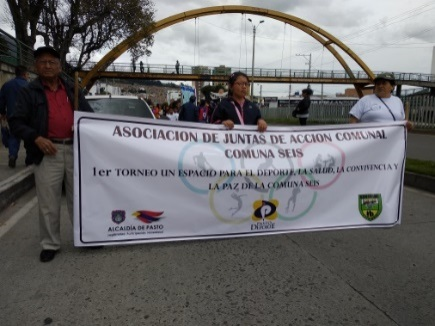 ASOCIACION DE JUNTAS DE ACCION COMUNAL
COMUNA SEIS
1er TORNEO UN ESPACIO PARA EL DEPORTE, LA SALUD, LA CONVIVENCIA Y
LA PAZ DE LA COMUNA SEIS
ALCALDÍA DE PASTO